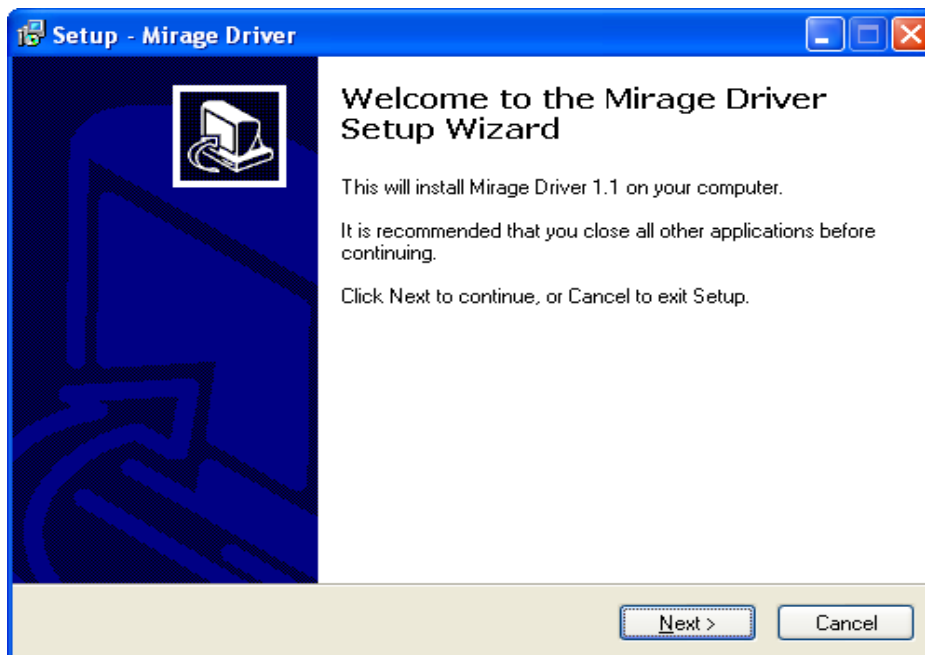 Setup - Mirage Driver
Welcome to the Mirage Driver
Setup Wizard
This will install Mirage Driver 1.1 on your computer.
It is recommended that you close all other applications before
continuing.
Click Next to continue, or Cancel to exit Setup.
Next >
Cancel